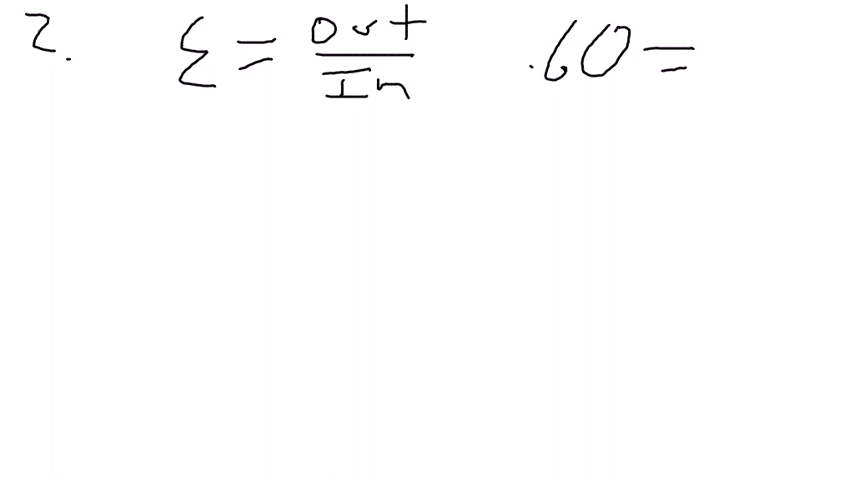 2. ε = Out/In .60 =